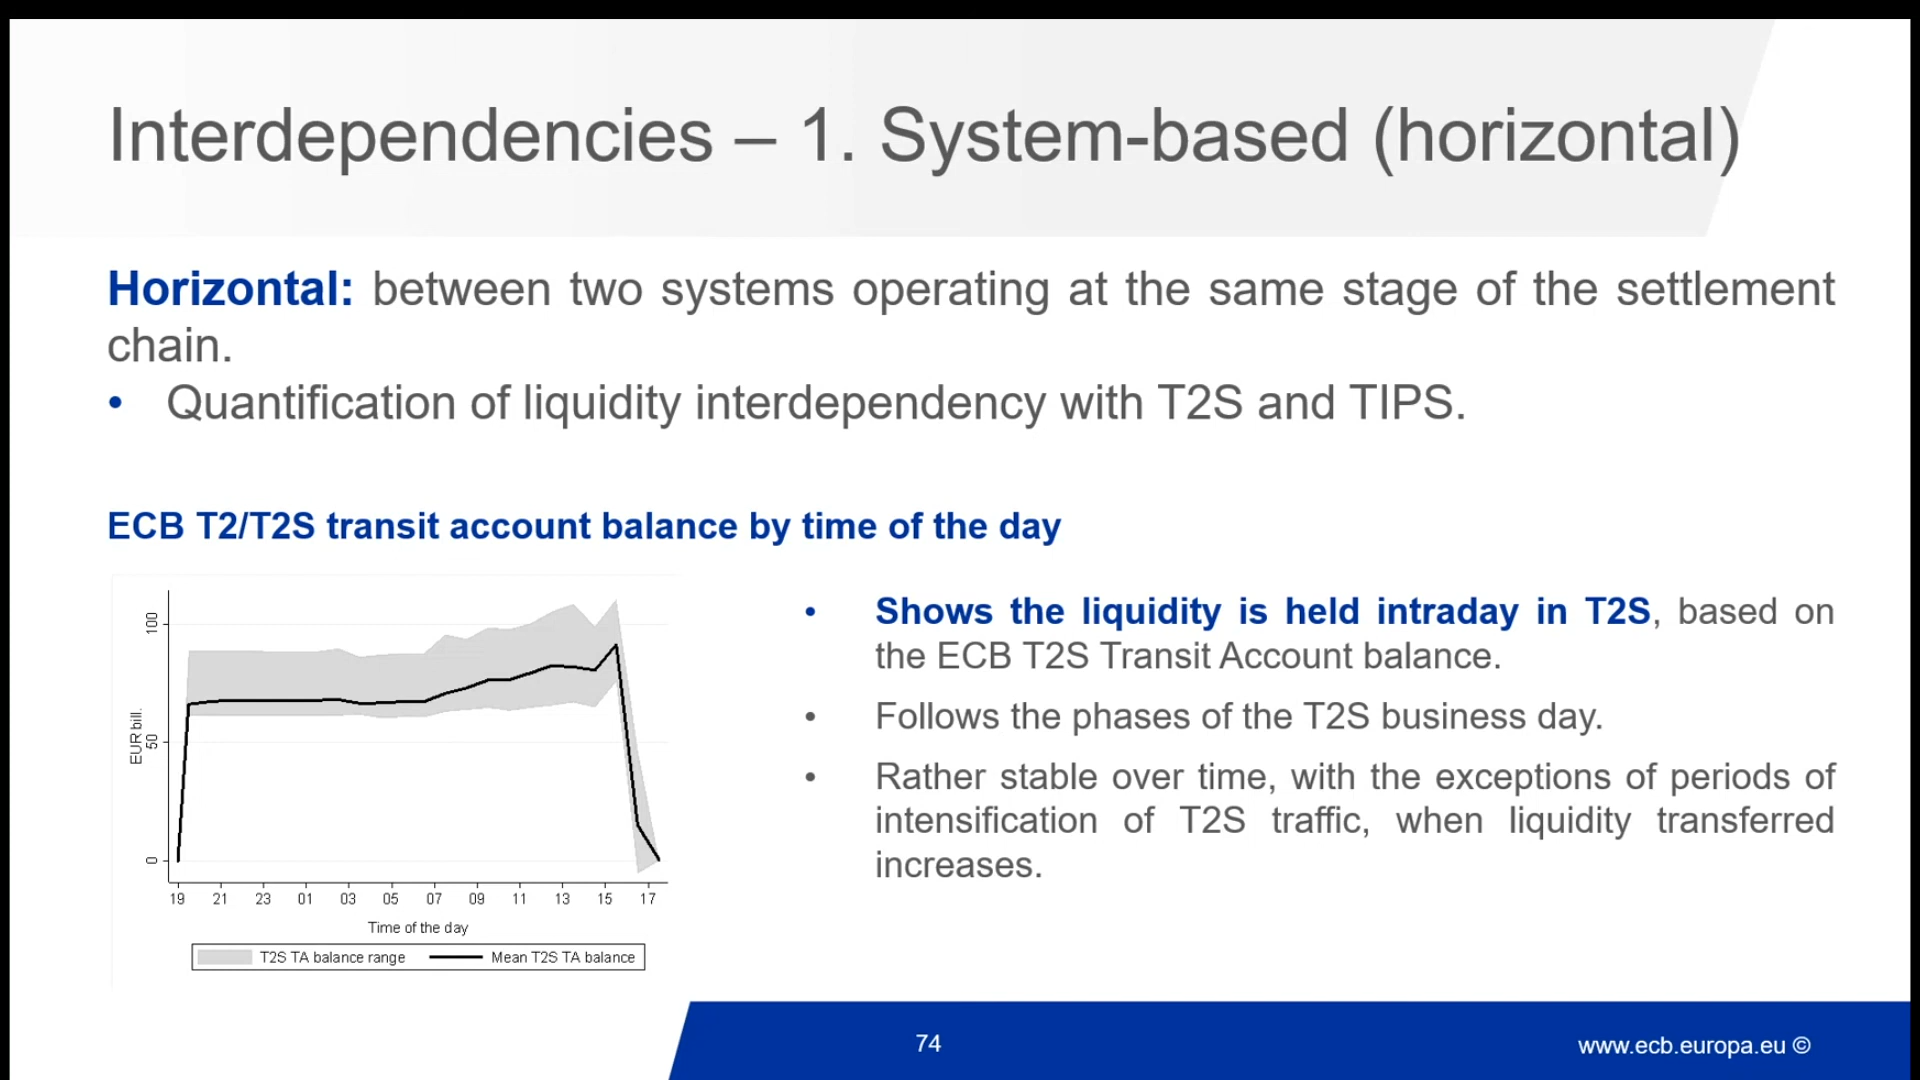 Interdependencies – 1. System-based (horizontal)
Horizontal: between two systems operating at the same stage of the settlement
chain.
• Quantification of liquidity interdependency with T2S and TIPS.
ECB T2/T2S transit account balance by time of the day
EUR bill.
100
50
0
19 21 23 01 03 05 07 09 11 13 15 17
Time of the day
T2S TA balance range Mean T2S TA balance
• Shows the liquidity is held intraday in T2S, based on
the ECB T2S Transit Account balance.
• Follows the phases of the T2S business day.
• Rather stable over time, with the exceptions of periods of
intensification of T2S traffic, when liquidity transferred
increases.
74
www.ecb.europa.eu ©